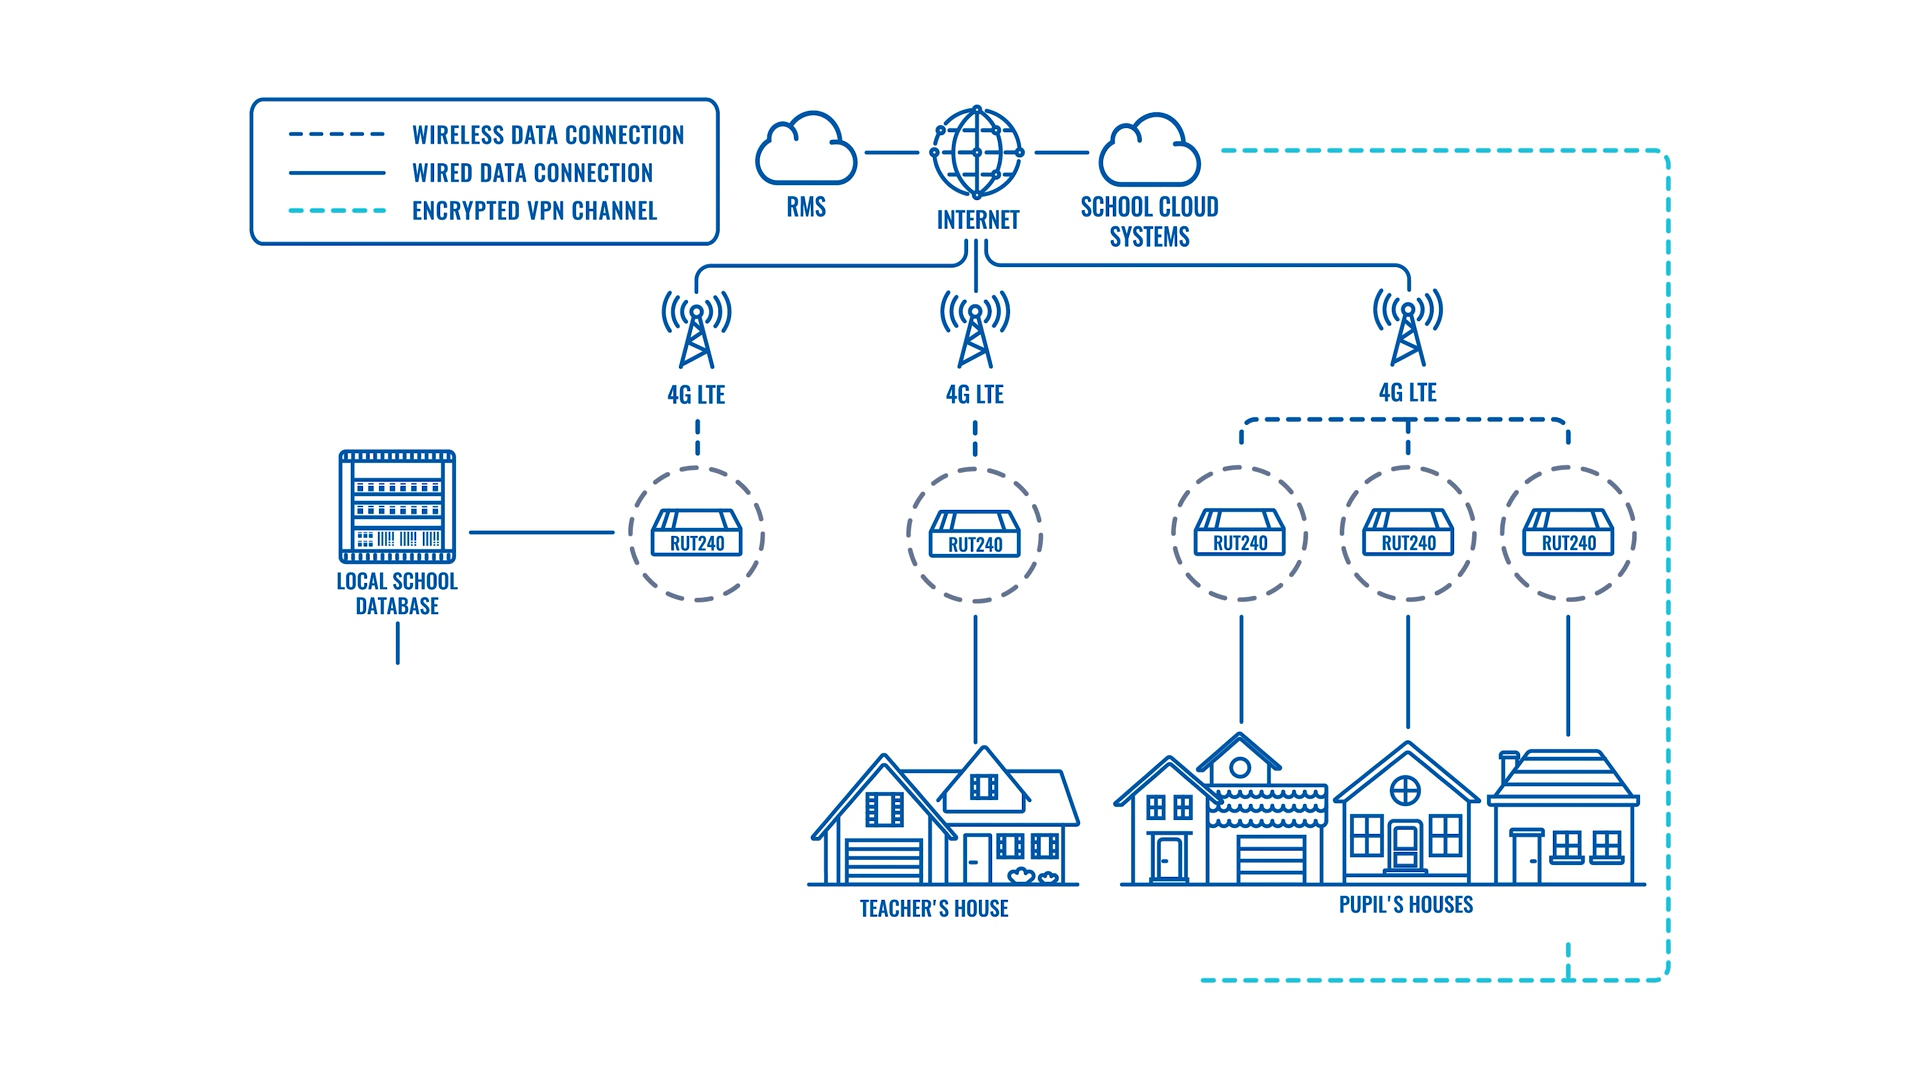 WIRELESS DATA CONNECTION
WIRED DATA CONNECTION
ENCRYPTED VPN CHANNEL
RMS
INTERNET
SCHOOL CLOUD
SYSTEMS
4G LTE
4G LTE
4G LTE
RUT240
RUT240
RUT240
RUT240
RUT240
LOCAL SCHOOL
DATABASE
TEACHER'S HOUSE
PUPIL'S HOUSES